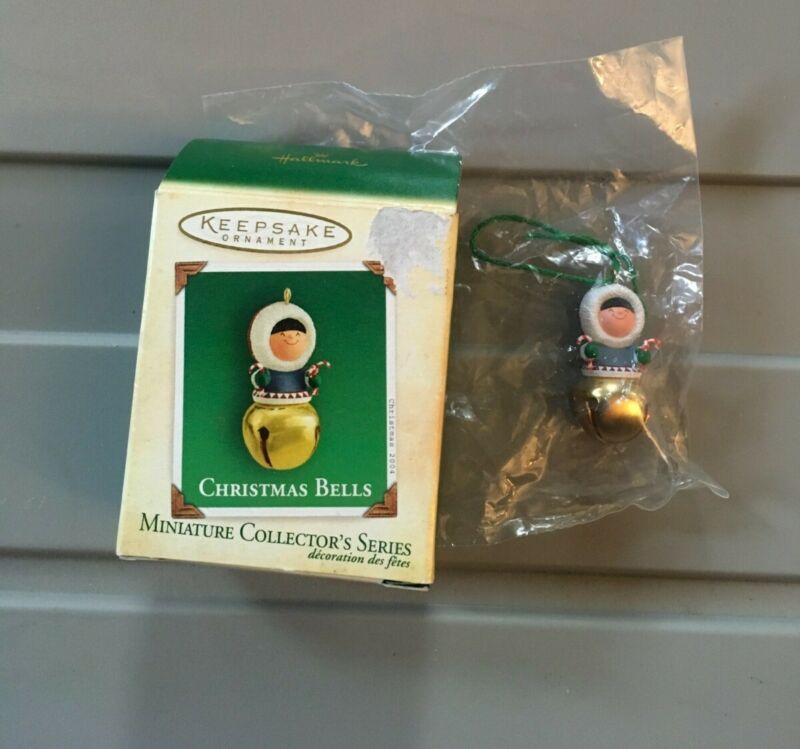 Hallmark
KEEPSAKE
ORNAMENT
Christmas 2004
CHRISTMAS BELLS
MINIATURE COLLECTOR'S SERIES
décoration des fêtes